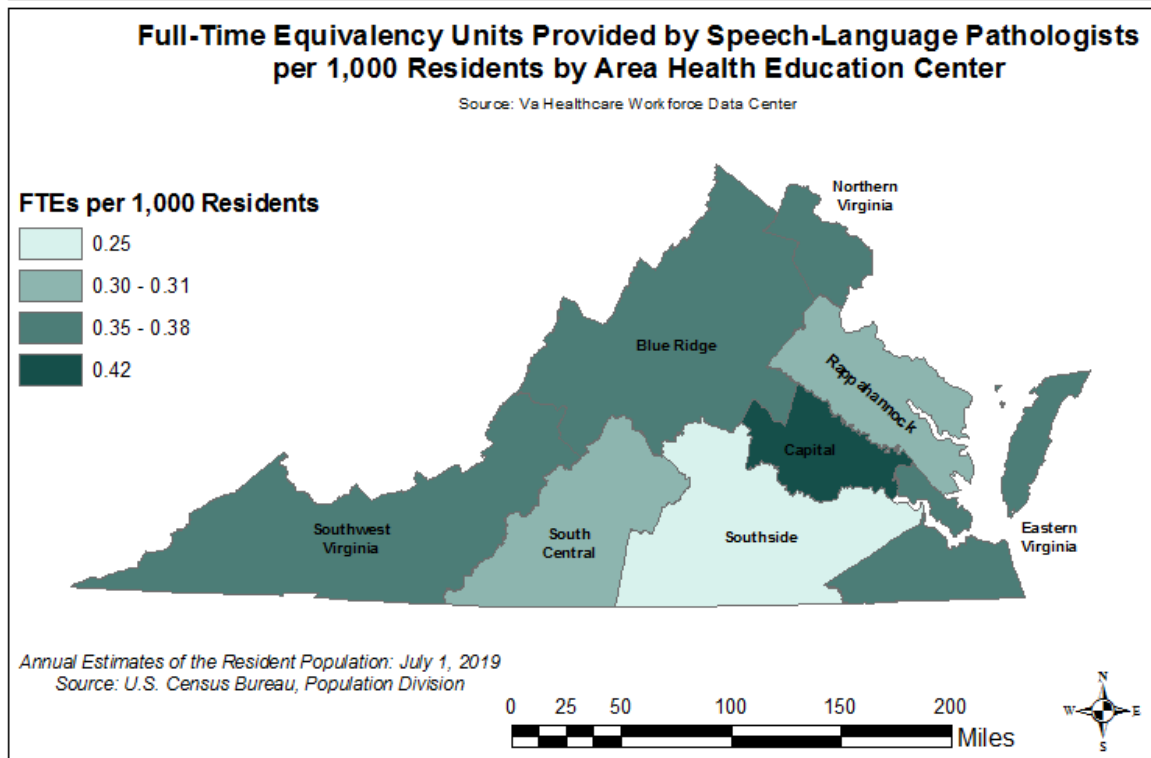 Full-Time Equivalency Units Provided by Speech-Language Pathologists
per 1,000 Residents by Area Health Education Center
Source: Va Healthcare Workforce Data Center
FTEs per 1,000 Residents
0.25
0.30 - 0.31
0.35 - 0.38
0.42
Northern
Virginia
Blue Ridge
Rappahannock
Capital
Southwest
Virginia
South
Central
Southside
Eastern
Virginia
Annual Estimates of the Resident Population: July 1, 2019
Source: U.S. Census Bureau, Population Division
0 25 50 100 150 200
Miles
N
W E
S